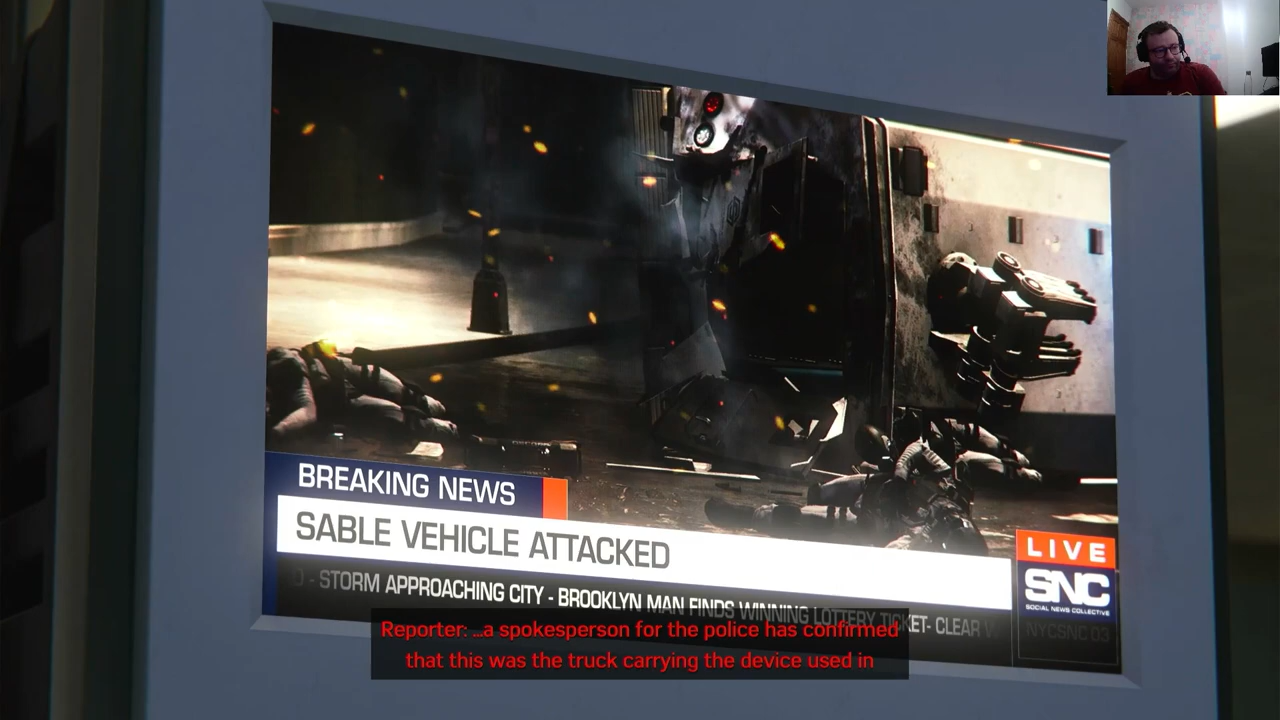 BREAKING NEWS
SABLE VEHICLE ATTACKED
- STORM APPROACHING CITY - BROOKLYN MAN FINDS WINNING LOTTERY TICKET- CLEAR
LIVE
SNC
SOCIAL NEWS COLLECTIVE
NYCSNC 03
Reporter: ...a spokesperson for the police has confirmed
that this was the truck carrying the device used in